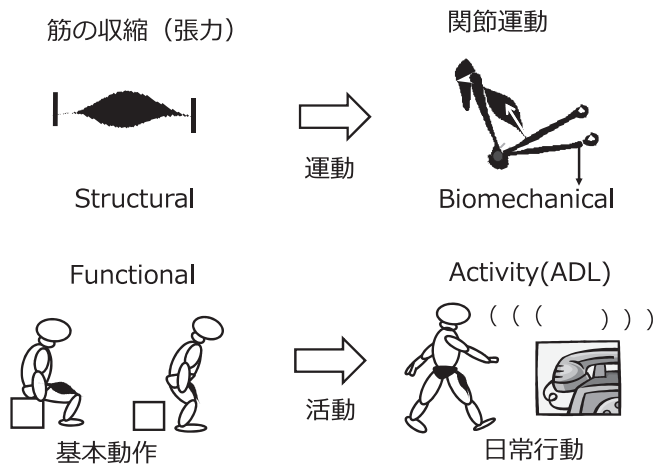 筋の収縮（張力）
関節運動
運動
Structural
Biomechanical
Functional
Activity(ADL)
( ( ( ) ) )
活動
基本動作
日常行動